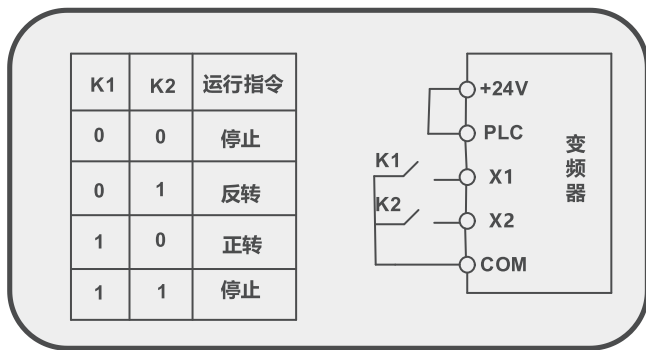 K1 K2 运行指令
0 0 停止
0 1 反转
1 0 正转
1 1 停止
+24V
PLC
K1
X1
K2
X2
COM
变频器